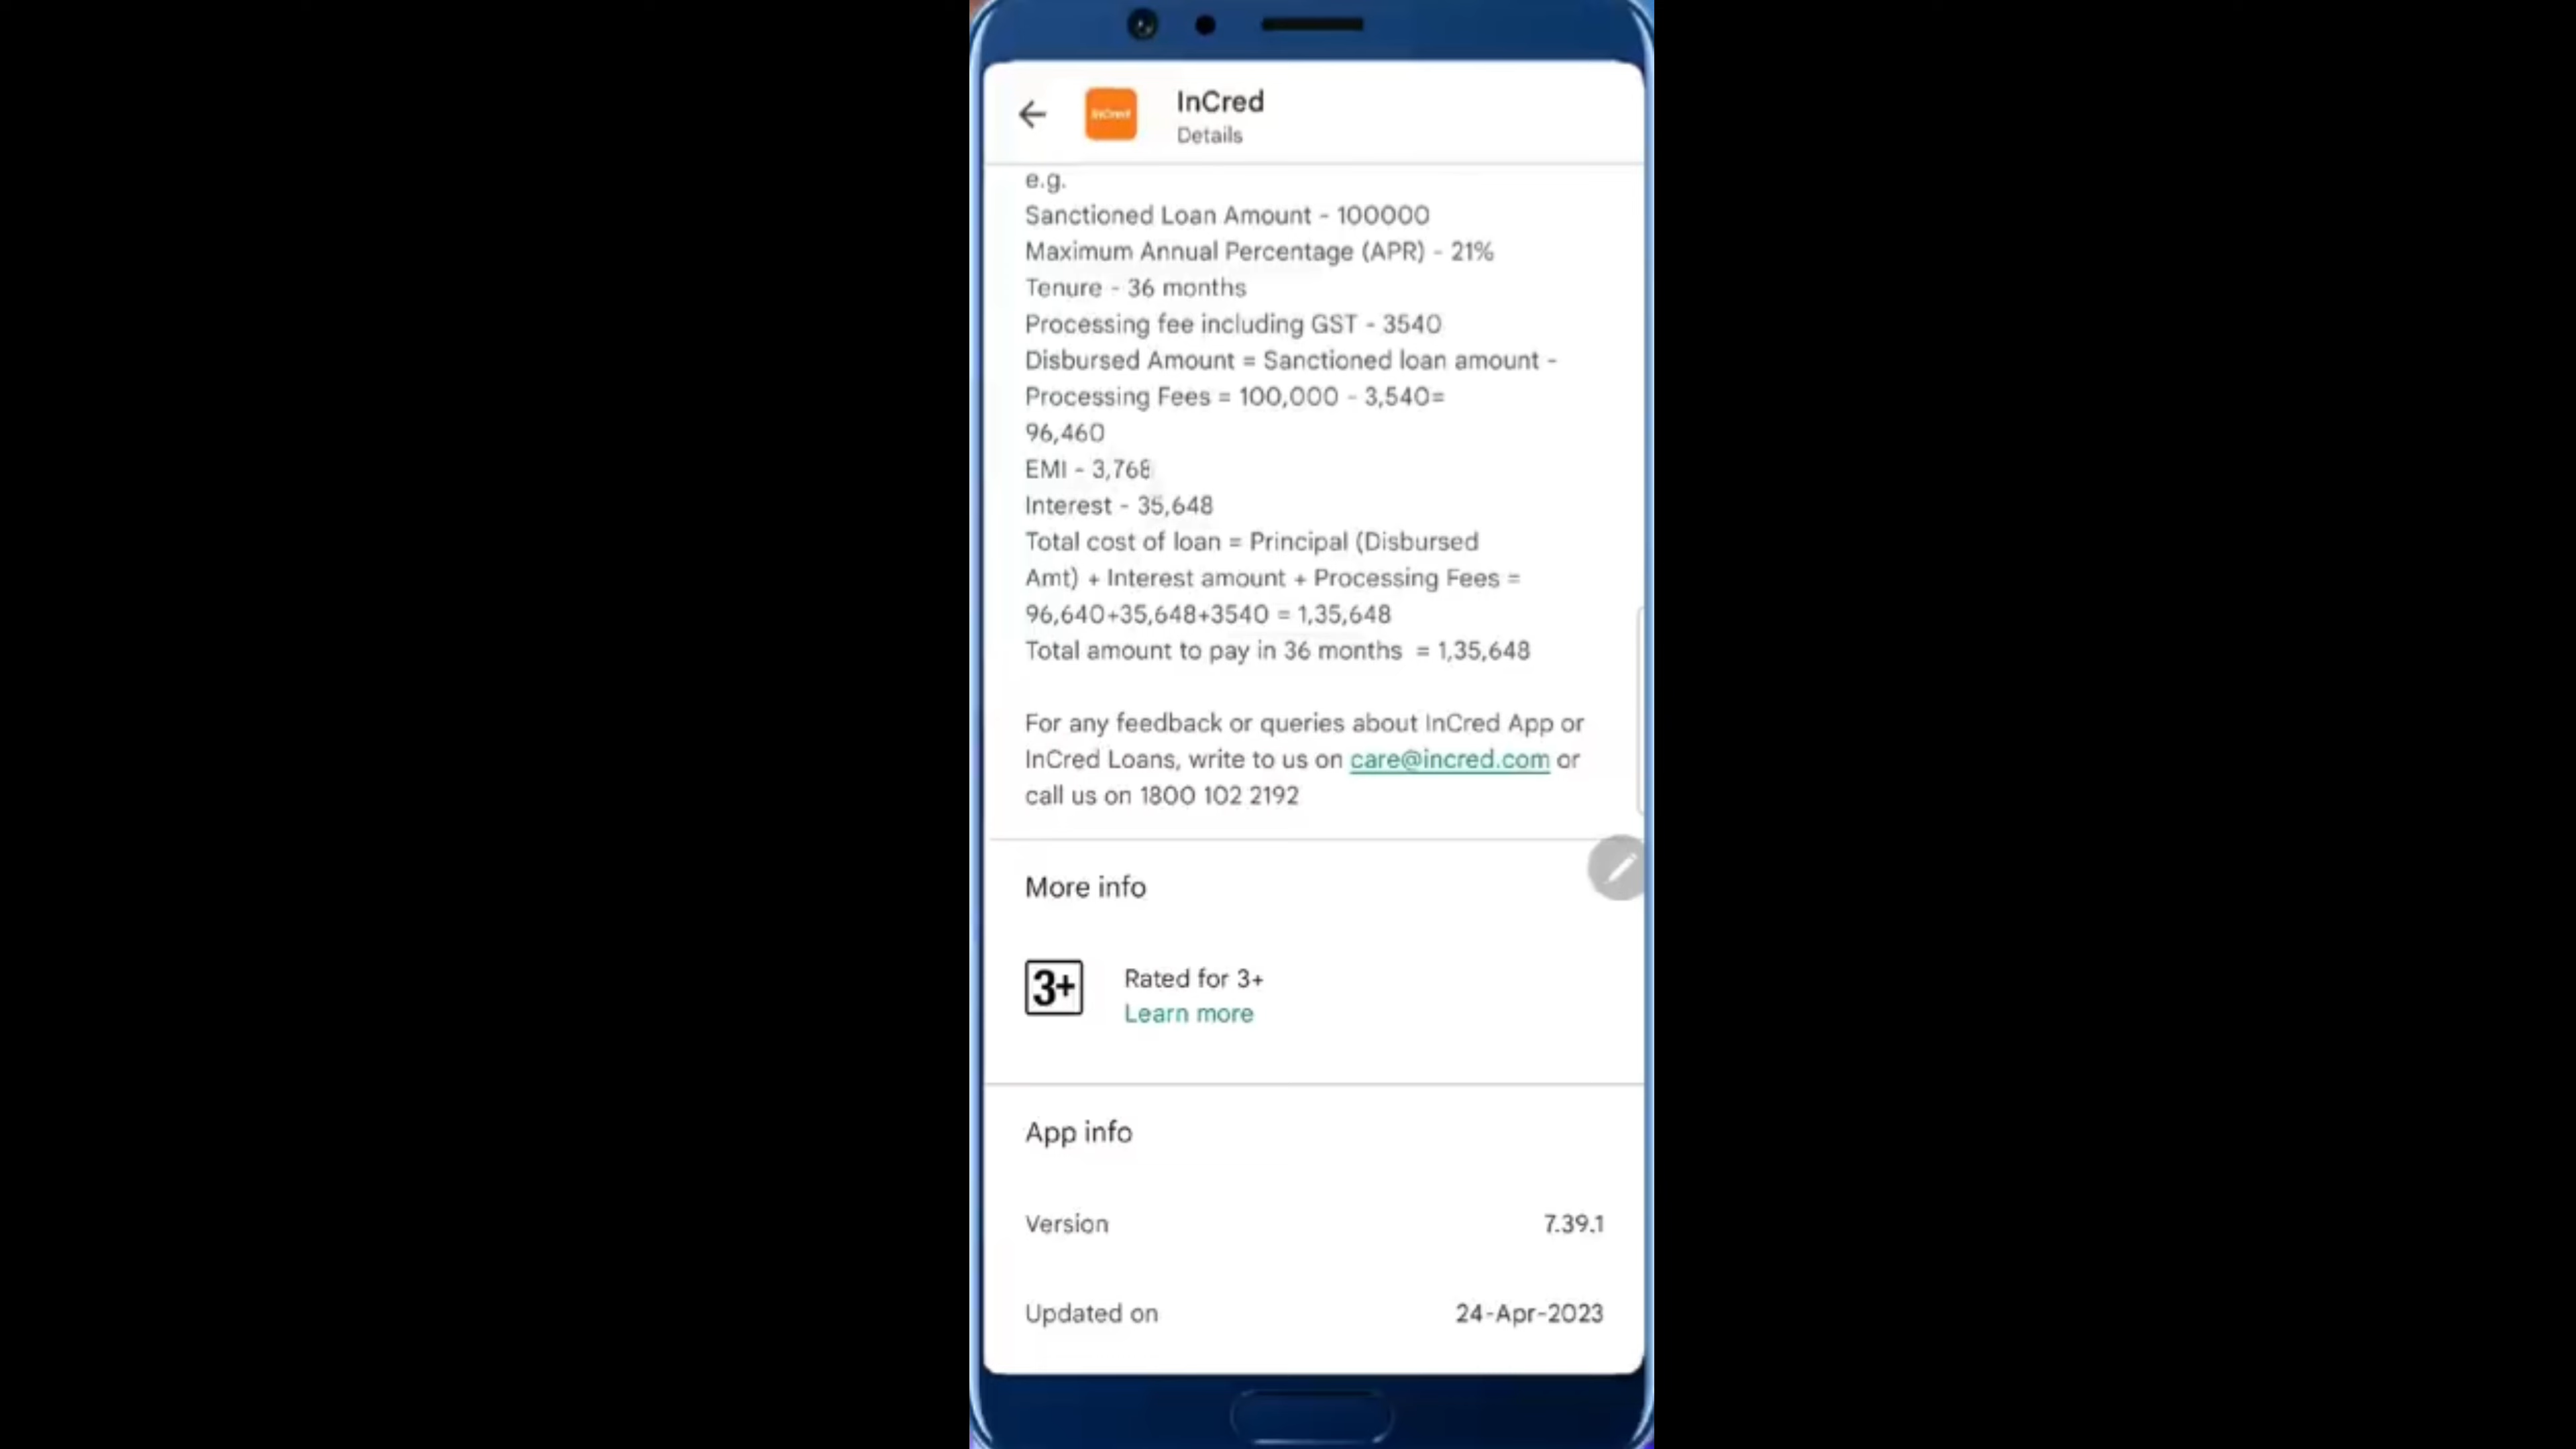 InCred
InCred
Details
e.g.
Sanctioned Loan Amount - 100000
Maximum Annual Percentage (APR) - 21%
Tenure - 36 months
Processing fee including GST - 3540
Disbursed Amount = Sanctioned loan amount -
Processing Fees = 100,000 - 3,540=
96,460
EMI - 3,768
Interest - 35,648
Total cost of loan = Principal (Disbursed
Amt) + Interest amount + Processing Fees =
96,640+35,648+3540 = 1,35,648
Total amount to pay in 36 months = 1,35,648
For any feedback or queries about InCred App or
InCred Loans, write to us on care@incred.com or
call us on 1800 102 2192
More info
3+
Rated for 3+
Learn more
App info
Version 7.39.1
Updated on 24-Apr-2023